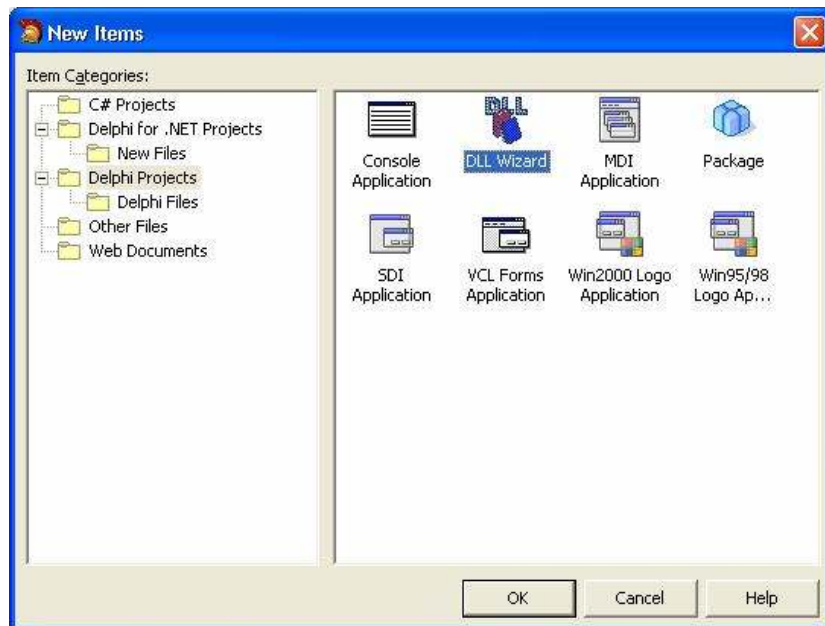 New Items
Item Categories:
C# Projects
Delphi for .NET Projects
New Files
Delphi Projects
Delphi Files
Other Files
Web Documents
Console
Application
DLL
DLL Wizard
MDI
Application
Package
SDI
Application
VCL Forms
Application
Win2000 Logo
Application
Win95/98
Logo Ap...
OK
Cancel
Help